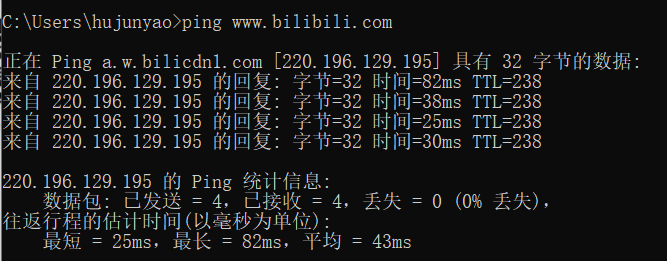 C:\Users\hujunyao>ping www.bilibili.com
正在 Ping a.w.bilicdn1.com [220.196.129.195] 具有 32 字节的数据:
来自 220.196.129.195 的回复: 字节=32 时间=82ms TTL=238
来自 220.196.129.195 的回复: 字节=32 时间=38ms TTL=238
来自 220.196.129.195 的回复: 字节=32 时间=25ms TTL=238
来自 220.196.129.195 的回复: 字节=32 时间=30ms TTL=238
220.196.129.195 的 Ping 统计信息:
数据包: 已发送 = 4，已接收 = 4，丢失 = 0 (0% 丢失)，
往返行程的估计时间(以毫秒为单位):
最短 = 25ms，最长 = 82ms，平均 = 43ms